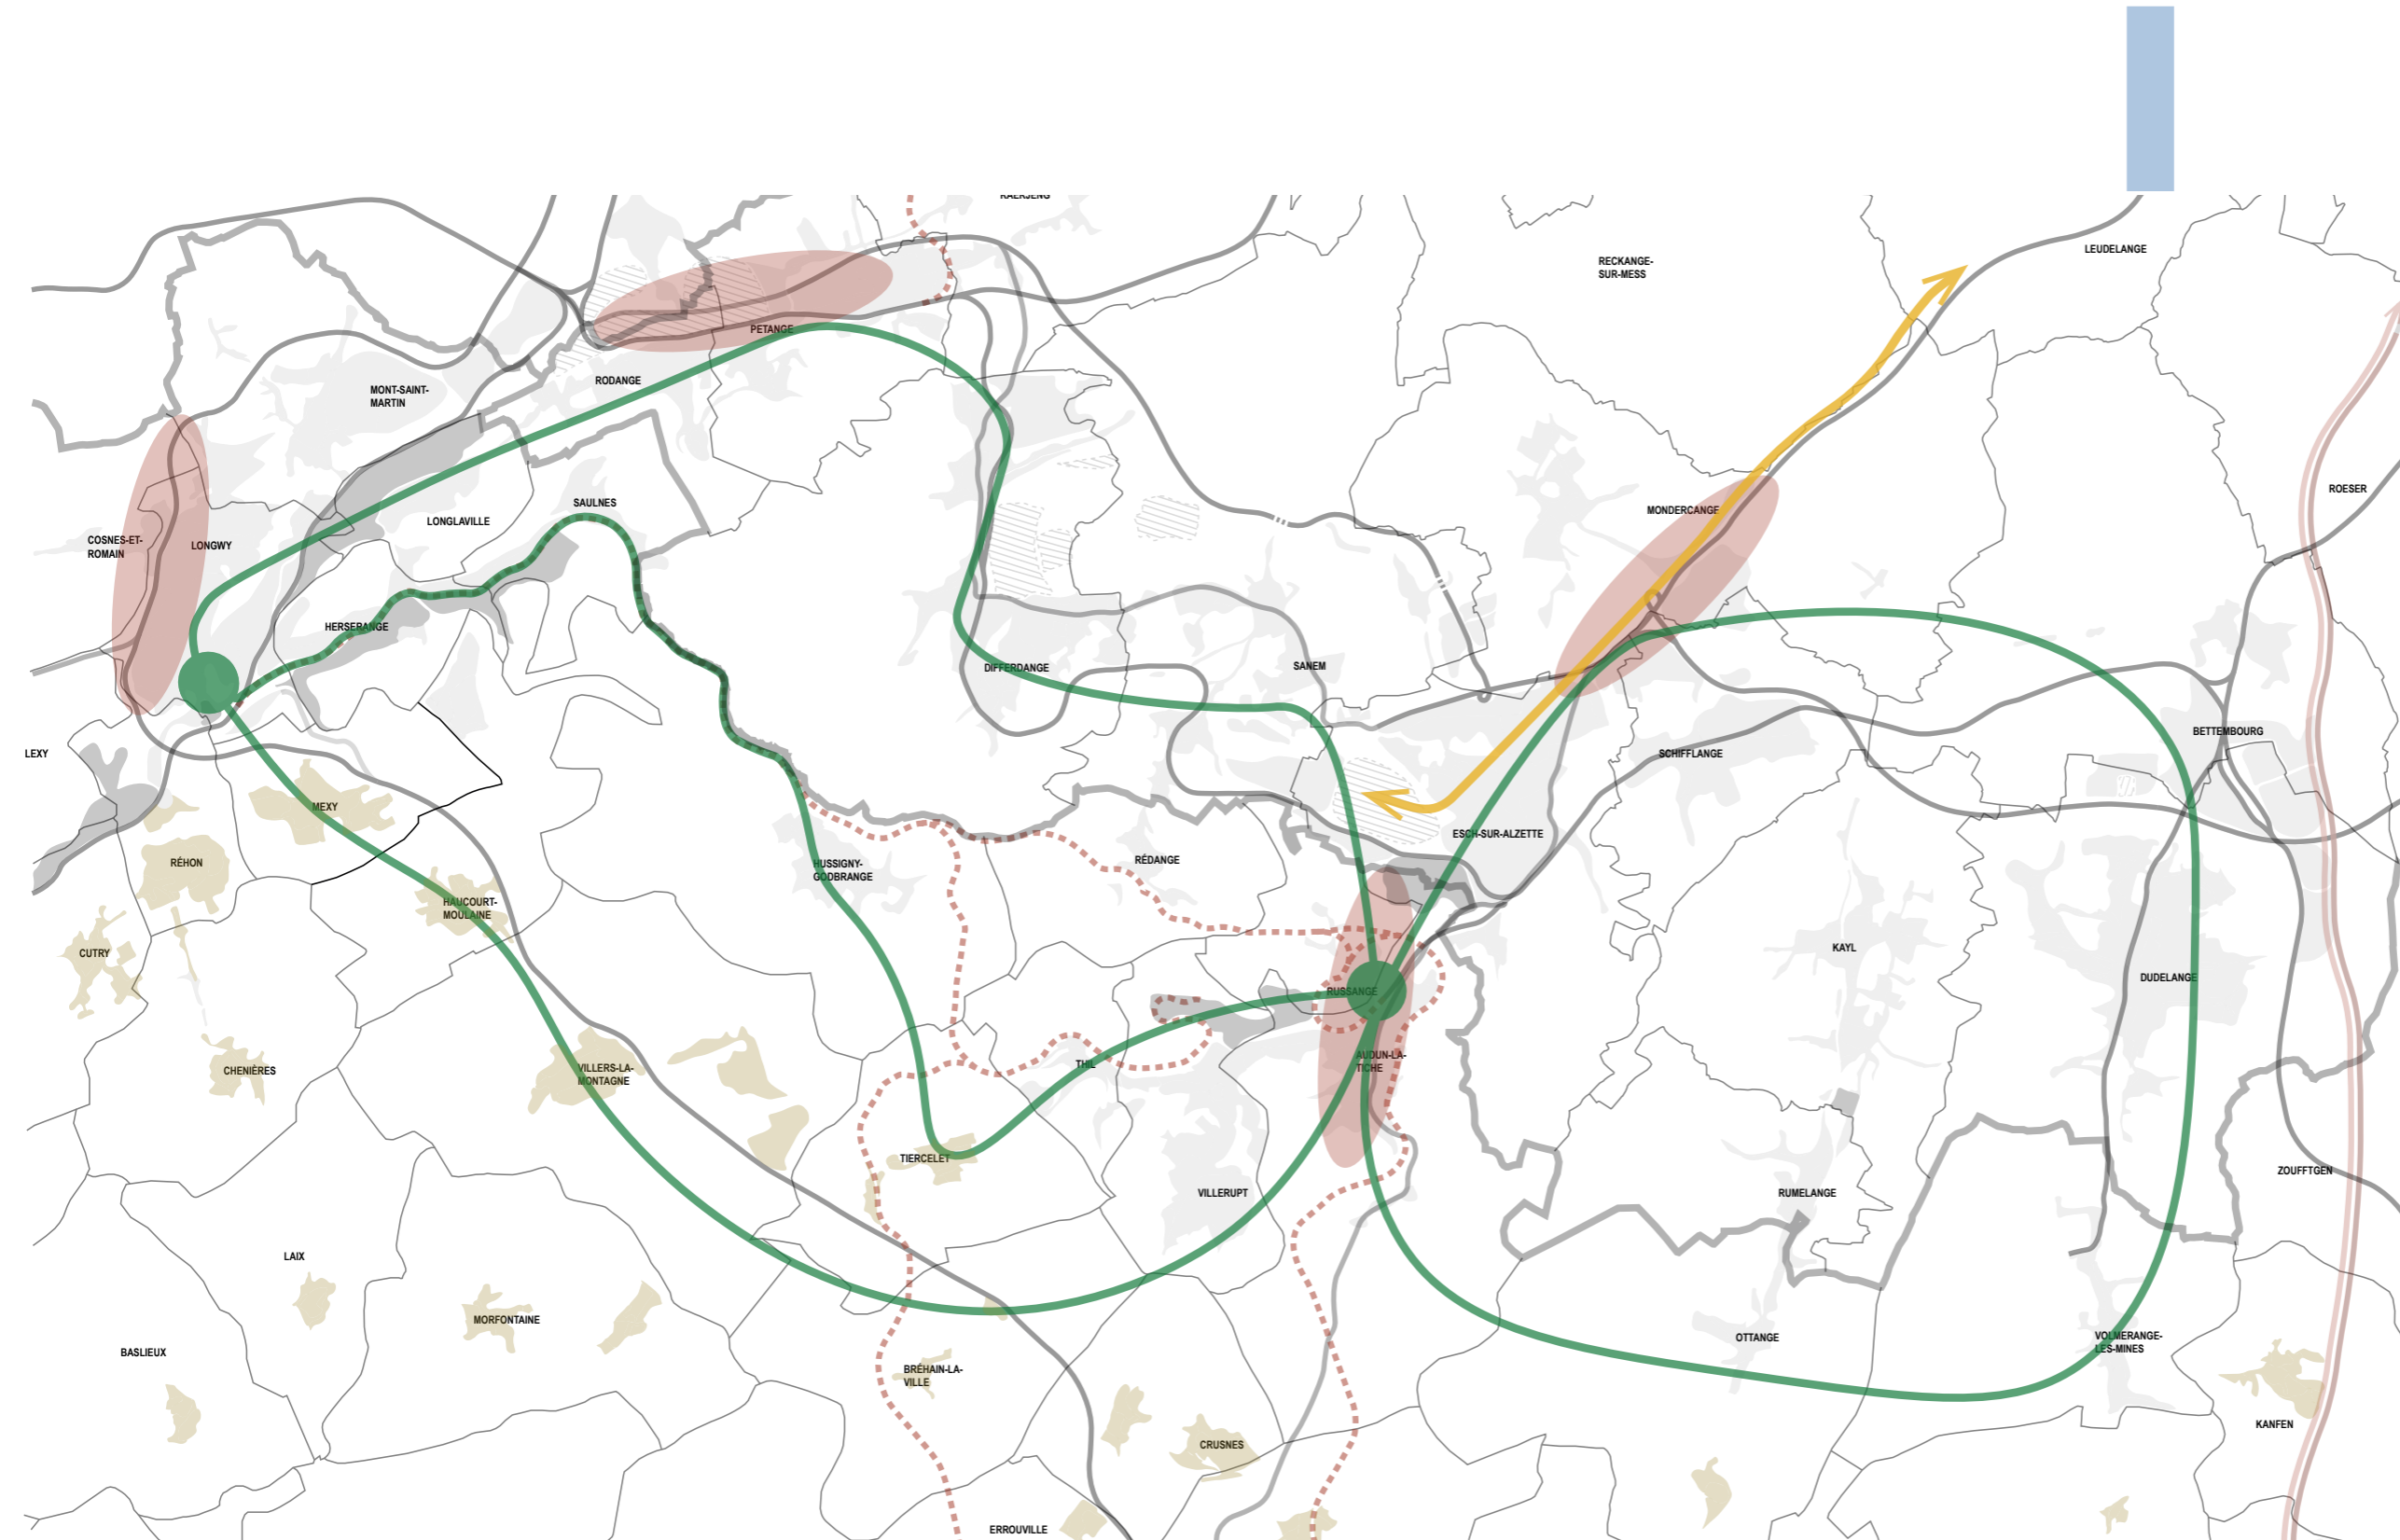 LEUDELANGE
RECKANGE-
SUR-MESS
PETANGE
RODANGE
MONT-SAINT-
MARTIN
ROESER
SAULNES
MONDERCANGE
LONGLAVILLE
COSNES-ET-
ROMAIN
LONGWY
HERSERANGE
DIFFERDANGE
SANEM
BETTEMBOURG
LEXY
SCHIFFLANGE
MEXY
ESCH-SUR-ALZETTE
RÉHON
HUSSIGNY-
GODBRANGE
RÉDANGE
HAUCOURT-
MOULAINE
CUTRY
KAYL
DUDELANGE
RUSSANGE
CHENIÈRES
VILLERS-LA-
MONTAGNE
THIL
AUDUN-LA-
TICHE
TIERCELET
ZOUFFTGEN
VILLERUPT
RUMELANGE
LAIX
MORFONTAINE
OTTANGE
VOLMERANGE-
LES-MINES
BASLIEUX
BRÉHAIN-LA-
VILLE
KANFEN
CRUSNES
ERROUVILLE